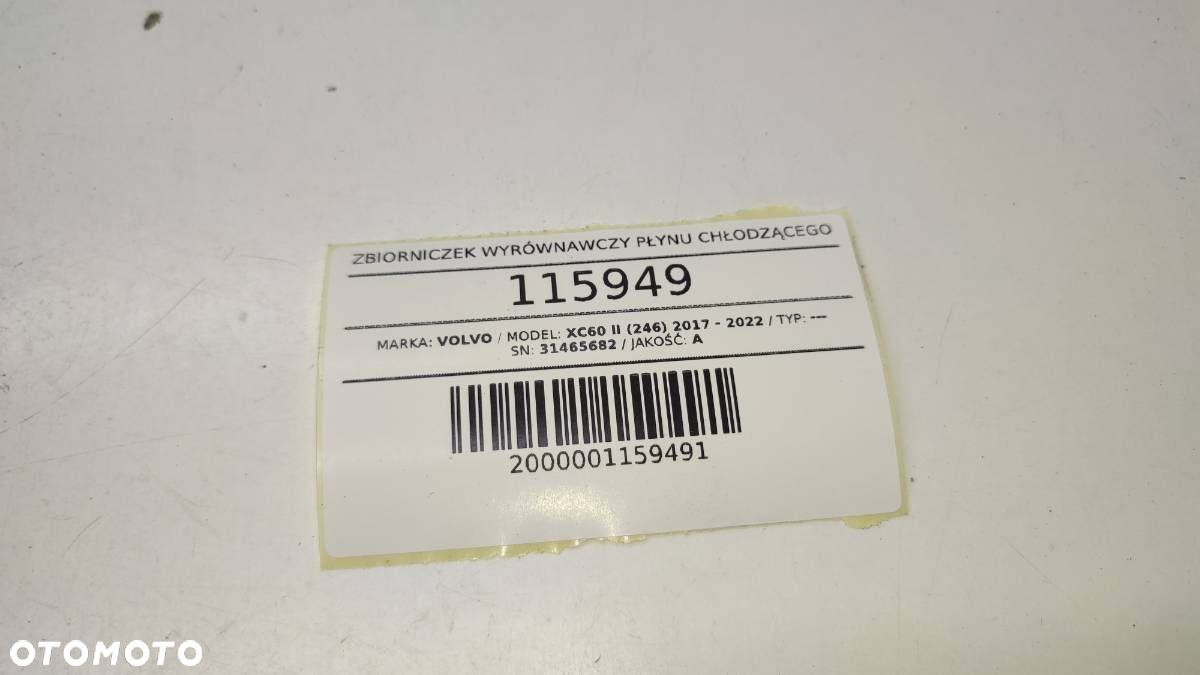 ZBIORNICZEK WYRÓWNAWCZY PŁYNU CHŁODZĄCEGO
115949
MARKA: VOLVO / MODEL: XC60 II (246) 2017 - 2022 / TYP: ---
SN: 31465682 / JAKOŚĆ: A
2000001159491
OTOMOTO